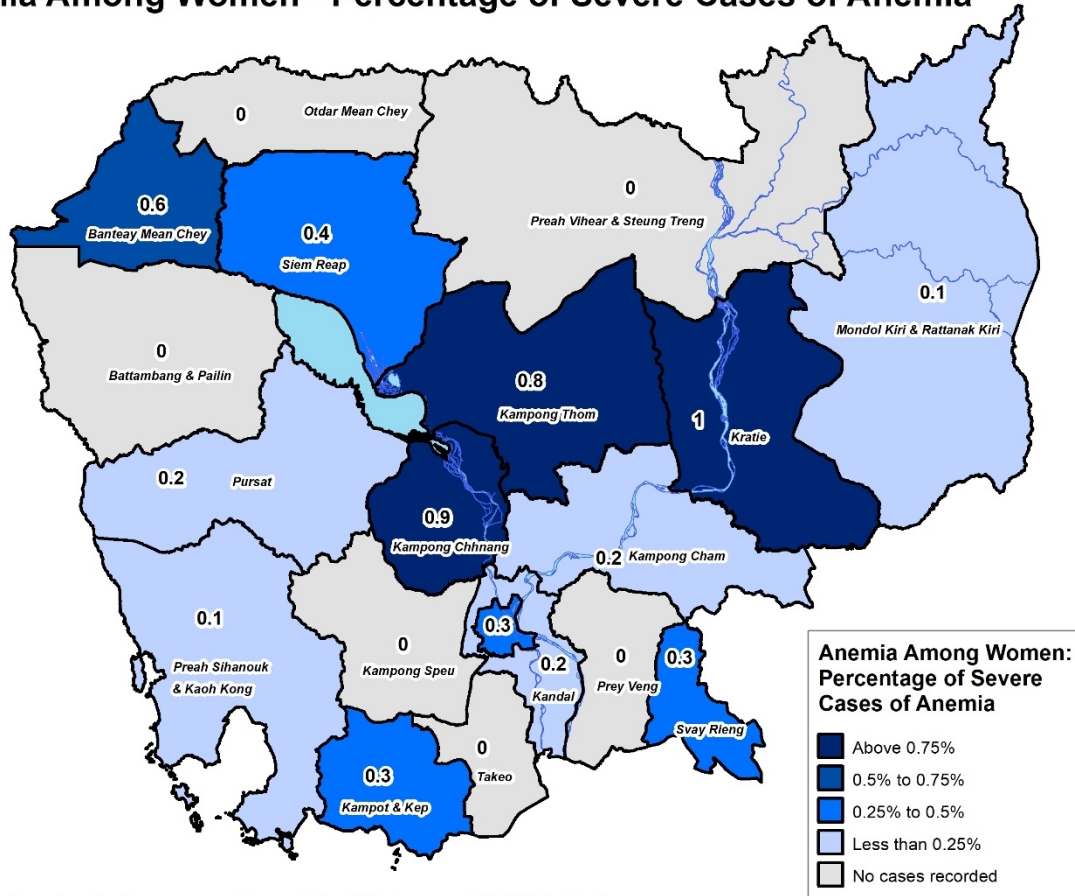 ia Among Women - Percentage of Severe Cases of Anemia
0
Otdar Mean Chey
0.6
Banteay Mean Chey
0.4
Siem Reap
0
Preah Vihear & Steung Treng
0.1
Mondol Kiri & Rattanak Kiri
0
Battambang & Pailin
0.8
Kampong Thom
1
Kratie
0.2
Pursat
0.9
Kampong Chhnang
0.2
Kampong Cham
0.1
Preah Sihanouk
& Kaoh Kong
0
Kampong Speu
0.3
0.2
Kandal
0
Prey Veng
0.3
Svay Rieng
0
Takeo
0.3
Kampot & Kep
Anemia Among Women:
Percentage of Severe
Cases of Anemia
Above 0.75%
0.5% to 0.75%
0.25% to 0.5%
Less than 0.25%
No cases recorded